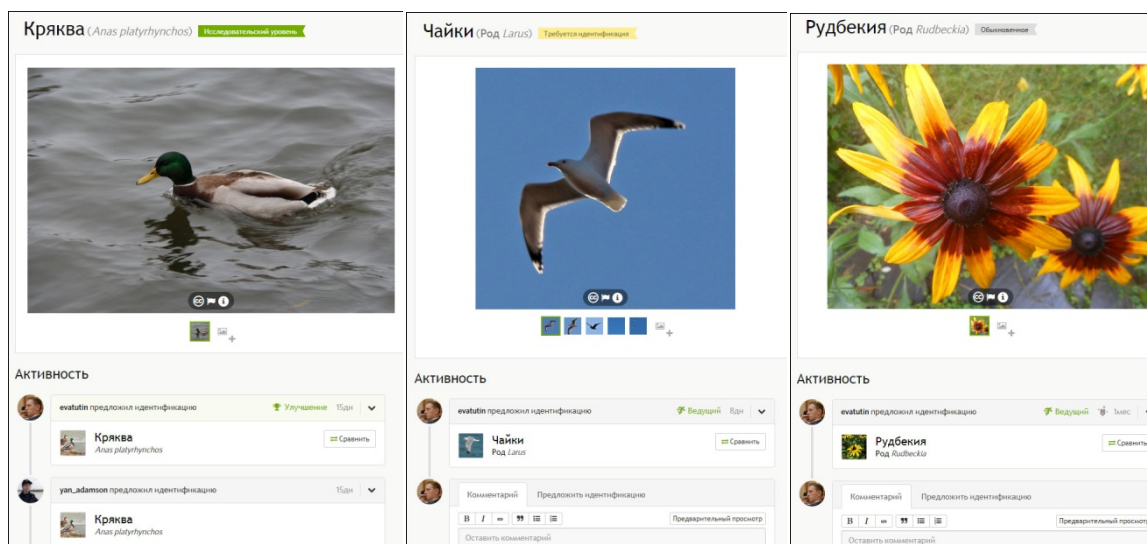 Кряква (Anas platyrhynchos) Исследовательский уровень
Активность
evatutin предложил идентификацию Улучшение 15дн
Кряква
Anas platyrhynchos
Сравнить
yan_adamson предложил идентификацию 15дн
Кряква
Anas platyrhynchos
Чайки (Род Larus) Требуется идентификация
Активность
evatutin предложил идентификацию Ведущий 8дн
Чайки
Род Larus
Сравнить
Комментарий Предложить идентификацию
B I Предварительный просмотр
Оставить комментарий
Рудбекия (Род Rudbeckia) Обыкновенное
Активность
evatutin предложил идентификацию Ведущий 1мес
Рудбекия
Род Rudbeckia
Сравнить
Комментарий Предложить идентификацию
B I Предварительный просмотр
Оставить комментарий